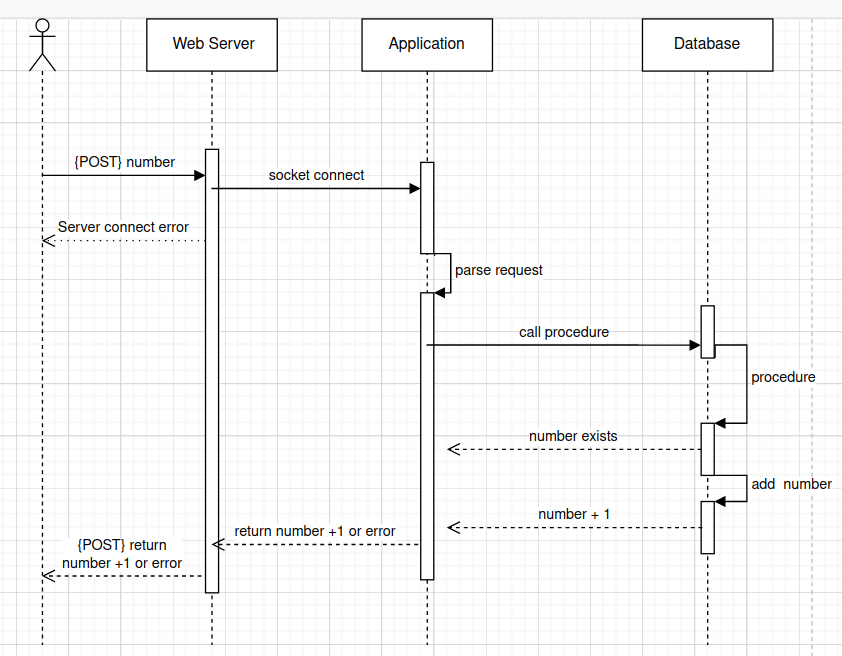 Web Server
Application
Database
{POST} number
socket connect
Server connect error
parse request
call procedure
procedure
number exists
add  number
number + 1
return number +1 or error
{POST} return
number +1 or error